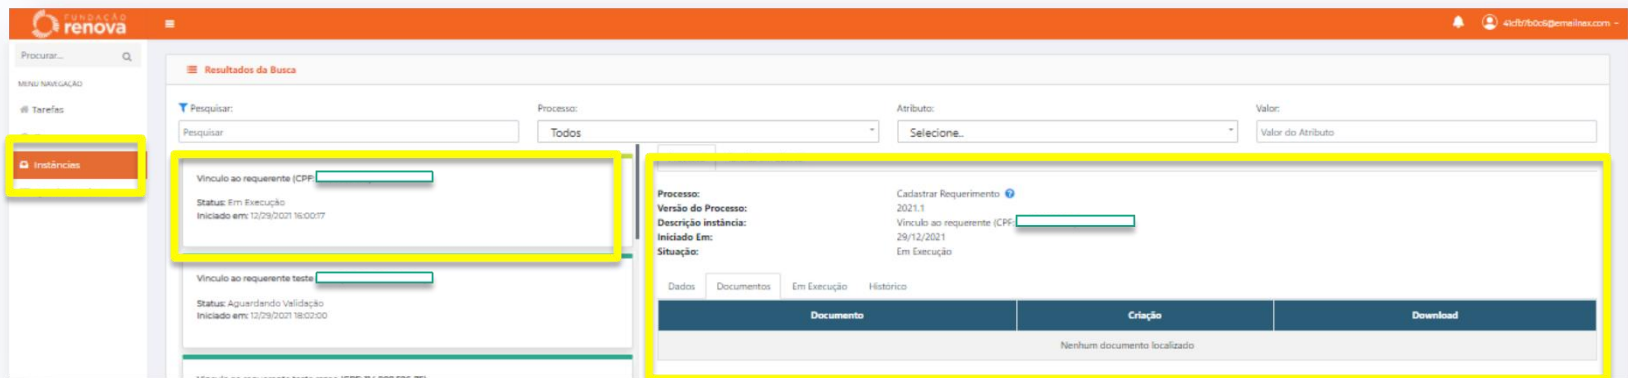 FUNDAÇÃO
renova
41cfb7b0c6@emailnax.com
Procurar...
MENU NAVEGAÇÃO
Tarefas
Instâncias
Resultados da Busca
Pesquisar:
Processo:
Atributo:
Valor:
Pesquisar
Todos
Selecione..
Valor do Atributo
Vinculo ao requerente (CPF:
Status: Em Execução
Iniciado em: 12/29/2021 16:00:17
Vinculo ao requerente teste
Status: Aguardando Validação
Iniciado em: 12/29/2021 18:02:00
Processo: Cadastrar Requerimento
Versão do Processo: 2021.1
Descrição instância: Vinculo ao requerente (CPF:
Iniciado Em: 29/12/2021
Situação: Em Execução
Dados Documentos Em Execução Histórico
Documento Criação Download
Nenhum documento localizado